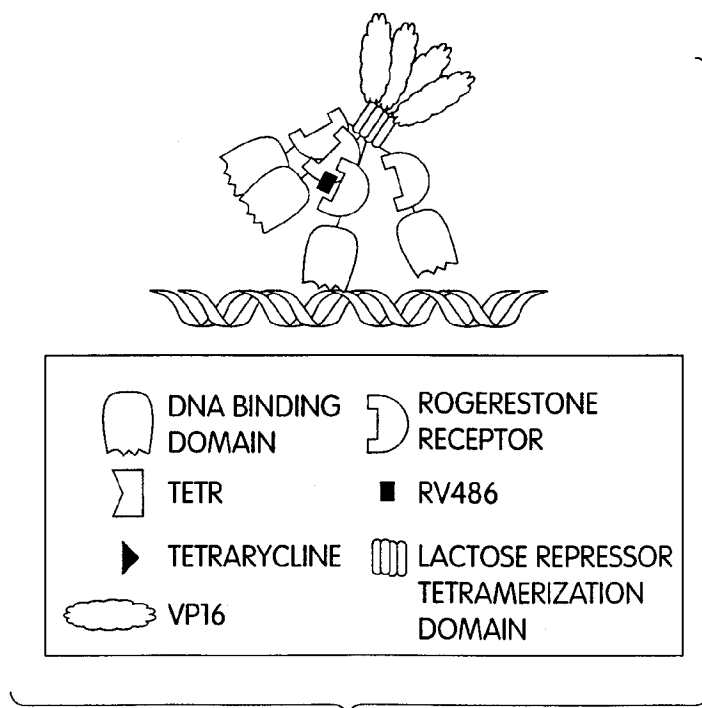 DNA BINDING
DOMAIN
ROGERESTONE
RECEPTOR
TETR
RV486
TETRARYCLINE
LACTOSE REPRESSOR
TETRAMERIZATION
DOMAIN
VP16